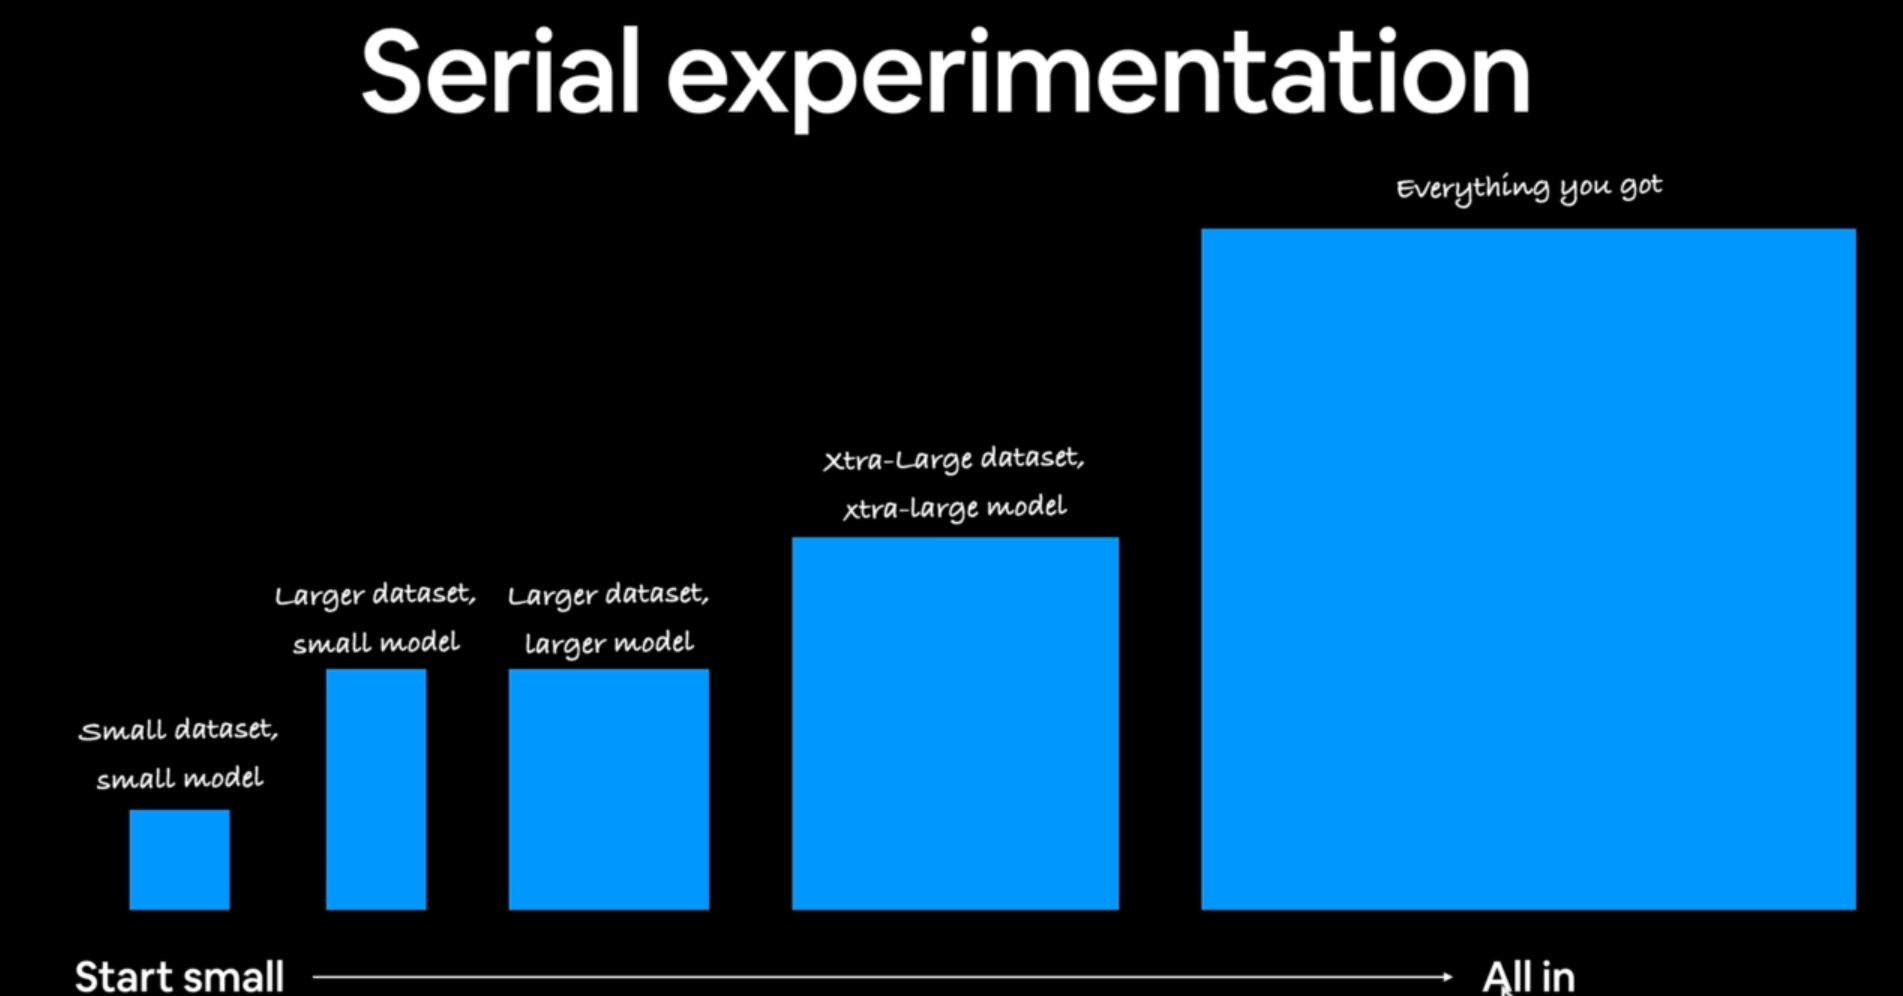 Serial experimentation
Everything you got
Xtra-Large dataset,
xtra-large model
Larger dataset,
small model
Larger dataset,
larger model
Small dataset,
small model
Start small
All in